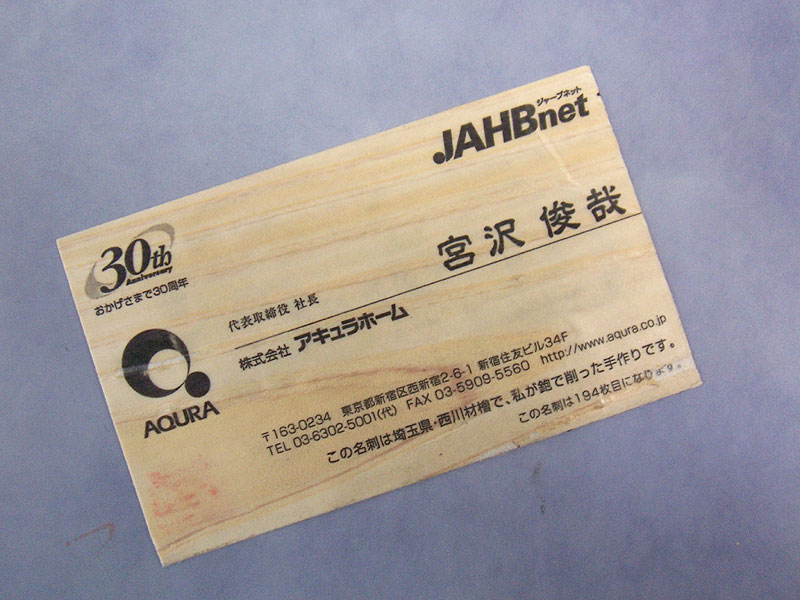 ジャーブネット
JAHBnet
30th
Anniversary
おかげさまで30周年
宮沢 俊哉
代表取締役 社長
株式会社 アキュラホーム
AQURA
〒163-0234 東京都新宿区西新宿2-6-1 新宿住友ビル34F
TEL 03-6302-5001(代) FAX 03-5909-5560 http://www.aqura.co.jp
この名刺は埼玉県・西川材檜で、私が鉋で削った手作りです。
この名刺は194枚目になります。